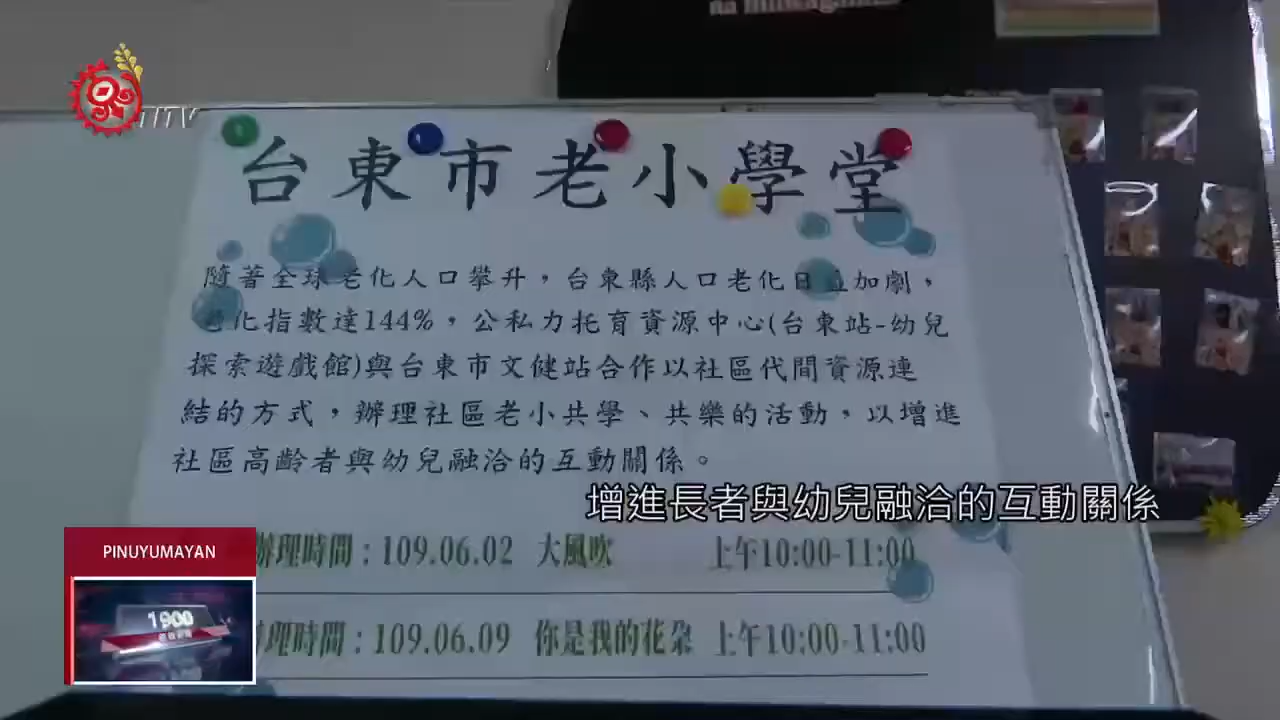 TITV
台東市老小學堂
隨著全球老化人口攀升，台東縣人口老化日益加劇，
老化指數達144%，公私力托育資源中心(台東站-幼兒
探索遊戲館)與台東市文健站合作以社區代間資源連
結的方式，辦理社區老小共學、共樂的活動，以增進
社區高齡者與幼兒融洽的互動關係。
增進長者與幼兒融洽的互動關係
辦理時間：109.06.02 大風吹 上午10:00-11:00
辦理時間：109.06.09 你是我的花朵 上午10:00-11:00
PINUYUMAYAN
1900